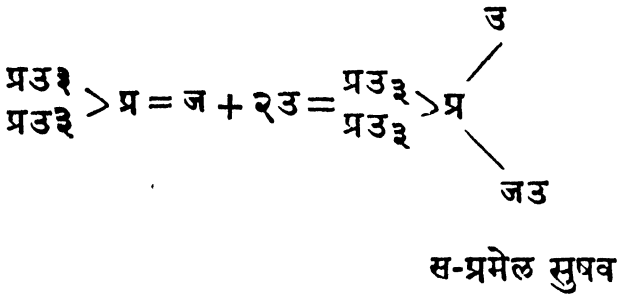 उ
प्रउ३ > प्र = ज + २उ = प्रउ३ > प्र
प्रउ३ प्रउ३
जउ
स-प्रमेल सुषव